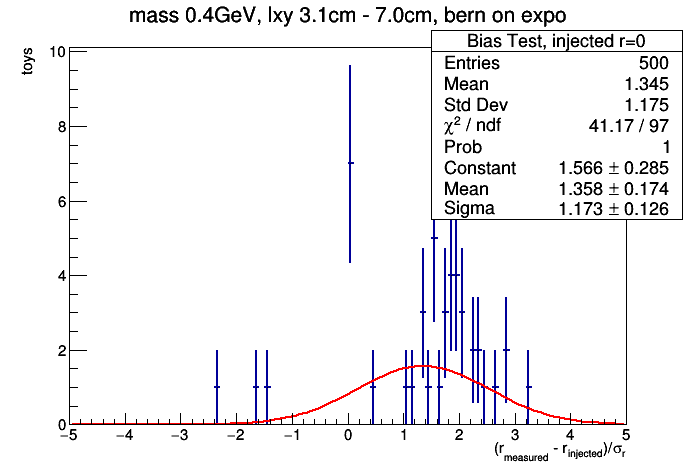 mass 0.4GeV, lxy 3.1cm - 7.0cm, bern on expo
Bias Test, injected r=0
Entries 500
Mean 1.345
Std Dev 1.175
χ² / ndf 41.17 / 97
Prob 1
Constant 1.566 ± 0.285
Mean 1.358 ± 0.174
Sigma 1.173 ± 0.126
toys
10
8
6
4
2
0
−5 −4 −3 −2 −1 0 1 2 3 4 5
(r_measured - r_injected)/σ_r